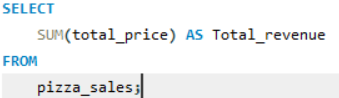 SELECT
    SUM(total_price) AS Total_revenue
FROM
    pizza_sales;